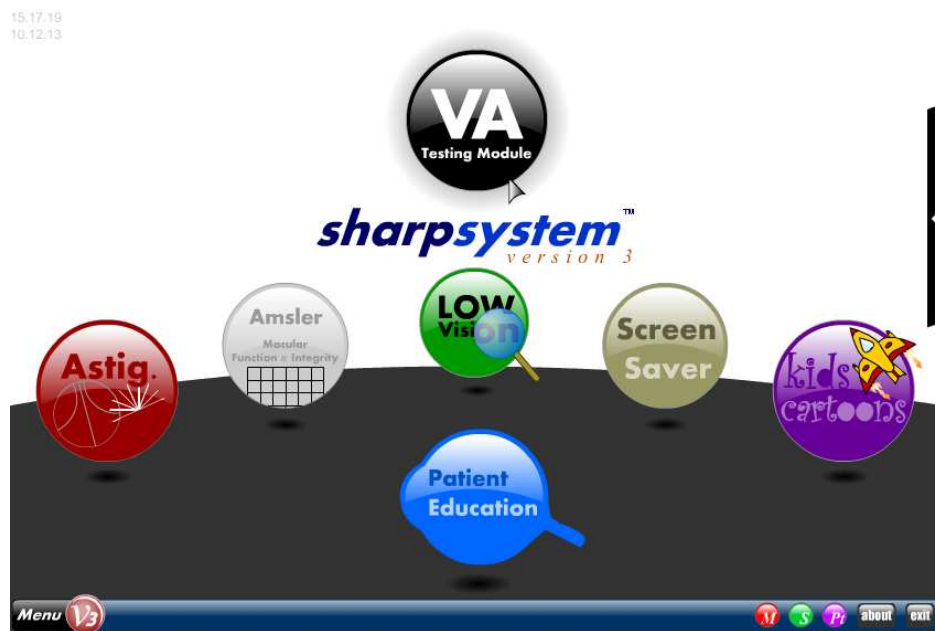 15.17.19
10.12.13
VA
Testing Module
sharpsystem™
version 3
LOW
Vision
Amsler
Macular
Function & Integrity
Screen
Saver
Astig.
kids
cartoons
Patient
Education
Menu V3
M S Pt about exit